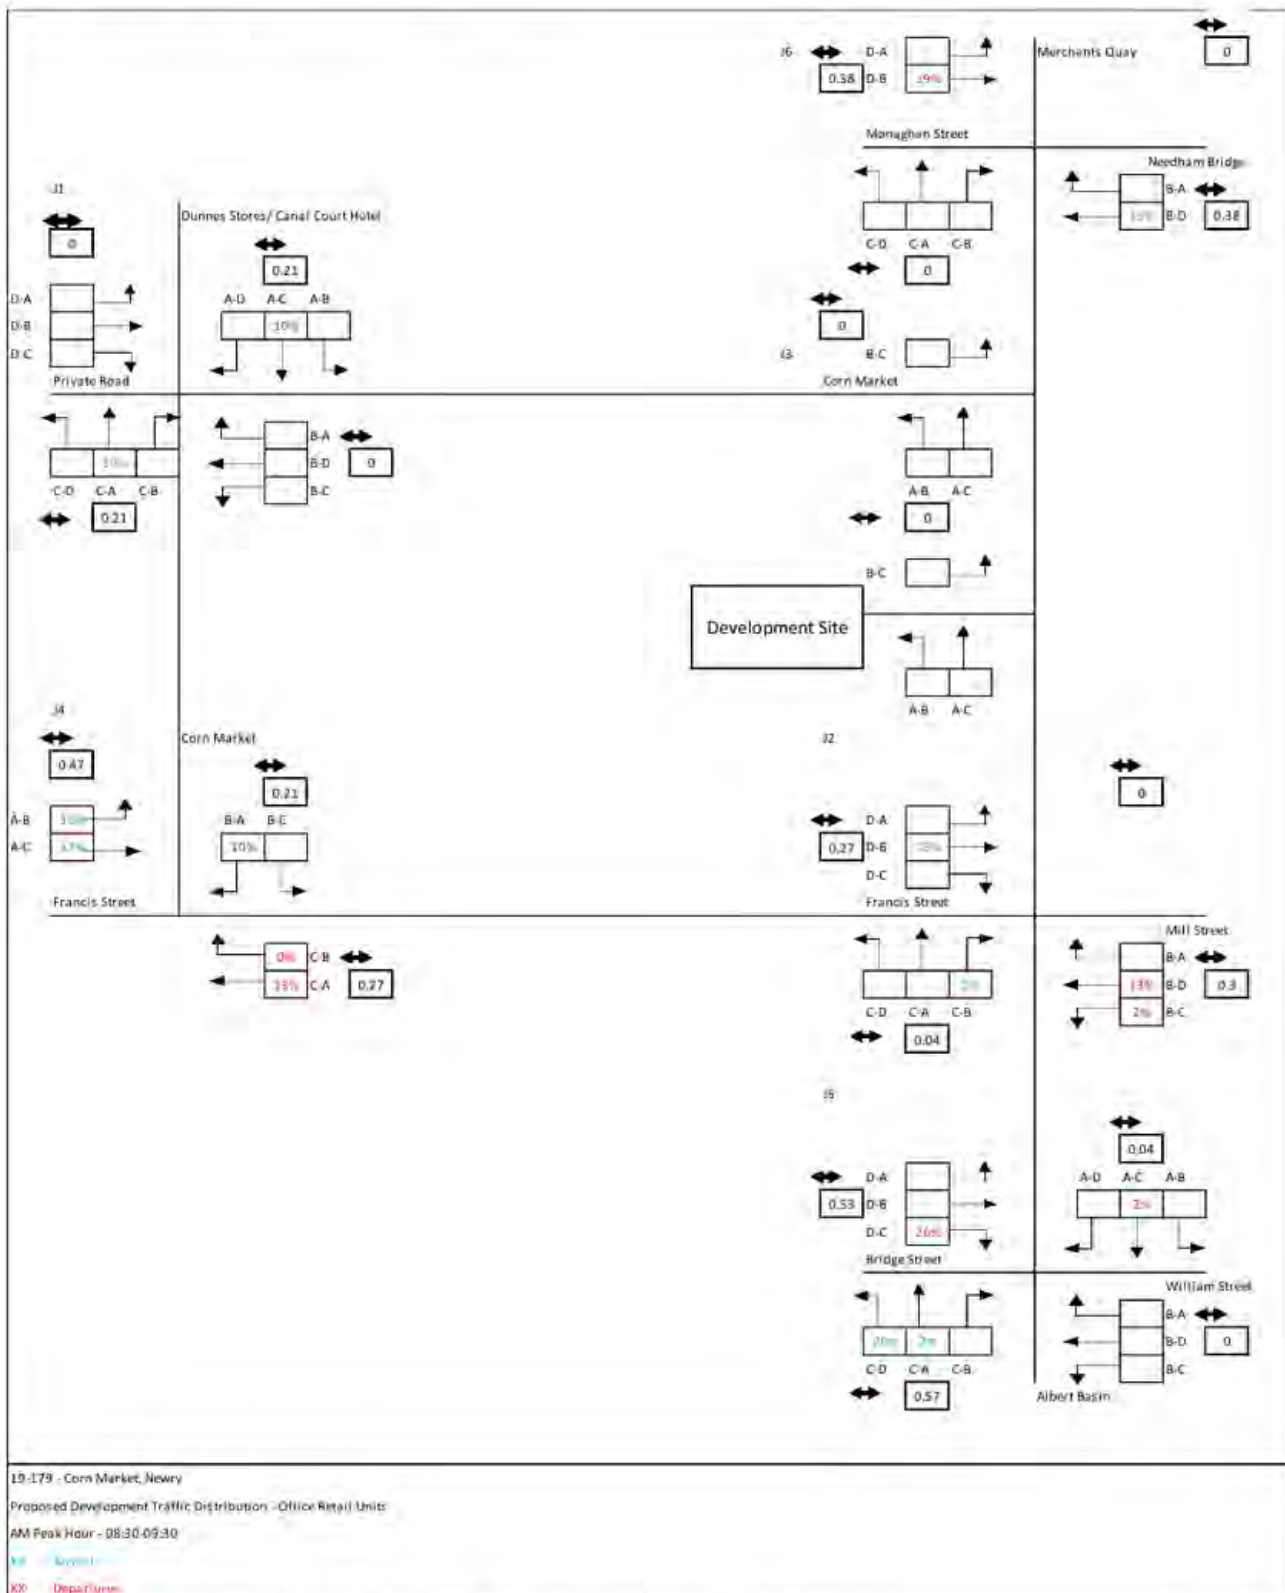 0
J6 D-A
0.38 D-B 19%
Merchants Quay
Monaghan Street
Needham Bridge
B-A
B-D 0.38
C-D C-A C-B
0
J1
0
Dunnes Stores/ Canal Court Hotel
0.21
D-A
D-B
D-C
A-D A-C A-B
10%
Private Road
0
J3 B-C
Corn Market
10%
C-D C-A C-B
0.21
B-A
B-D 0
B-C
A-B A-C
0
B-C
Development Site
A-B A-C
J4
0.47
Corn Market
0.21
J2
0
A-B
A-C
B-A B-C
10%
D-A
0.27 D-B
D-C
Francis Street
Francis Street
0% C-B
13% C-A 0.27
2%
C-D C-A C-B
0.04
Mill Street
B-A
13% B-D 0.3
2% B-C
J5
0.04
D-A
0.53 D-B
D-C 26%
A-D A-C A-B
2%
Bridge Street
William Street
2%
C-D C-A C-B
0.57
B-A
B-D 0
B-C
Albert Basin
19-179 - Corn Market, Newry
Proposed Development Traffic Distribution - Office Retail Units
AM Peak Hour - 08:30-09:30
XX Departures